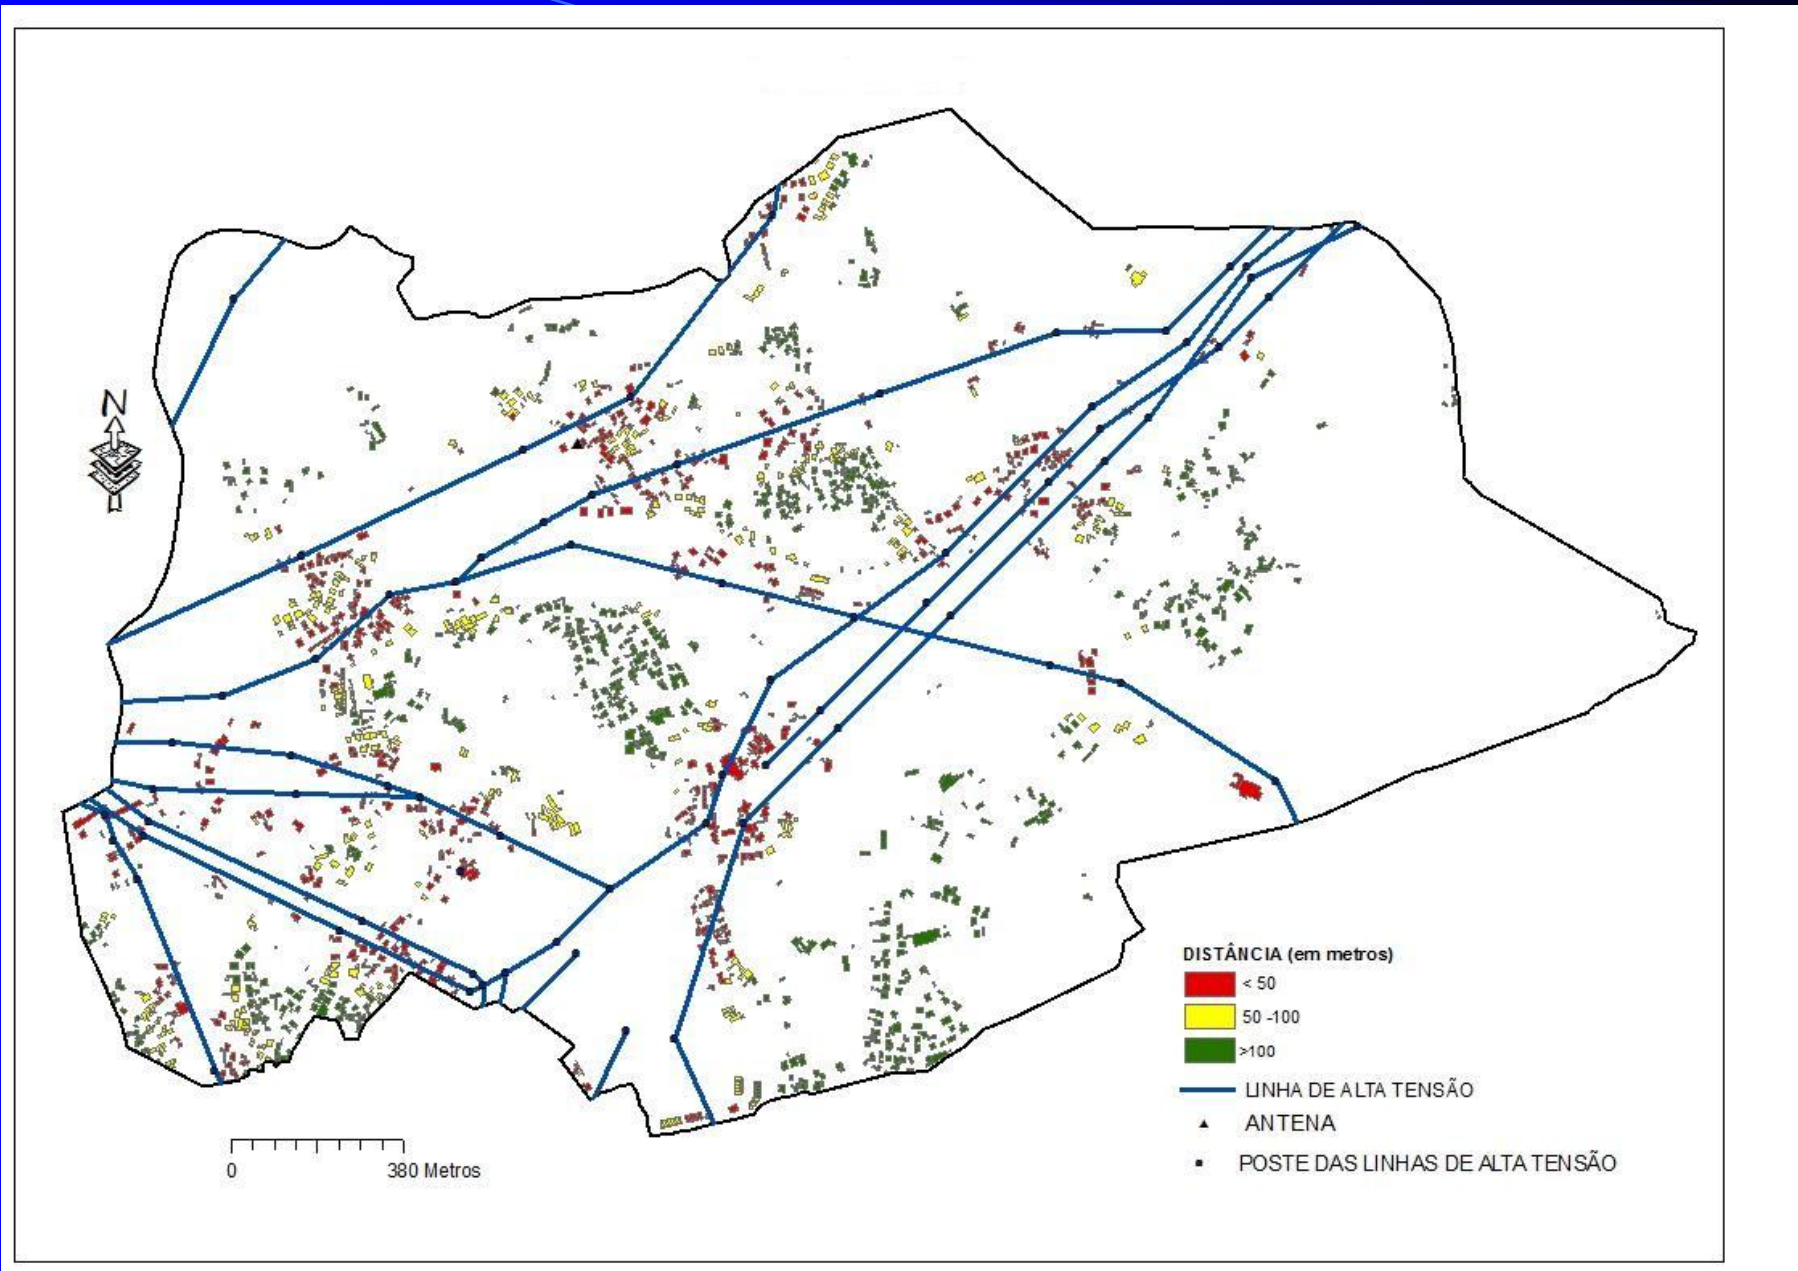 N
DISTÂNCIA (em metros)
< 50
50 -100
>100
LINHA DE ALTA TENSÃO
ANTENA
POSTE DAS LINHAS DE ALTA TENSÃO
0 380 Metros